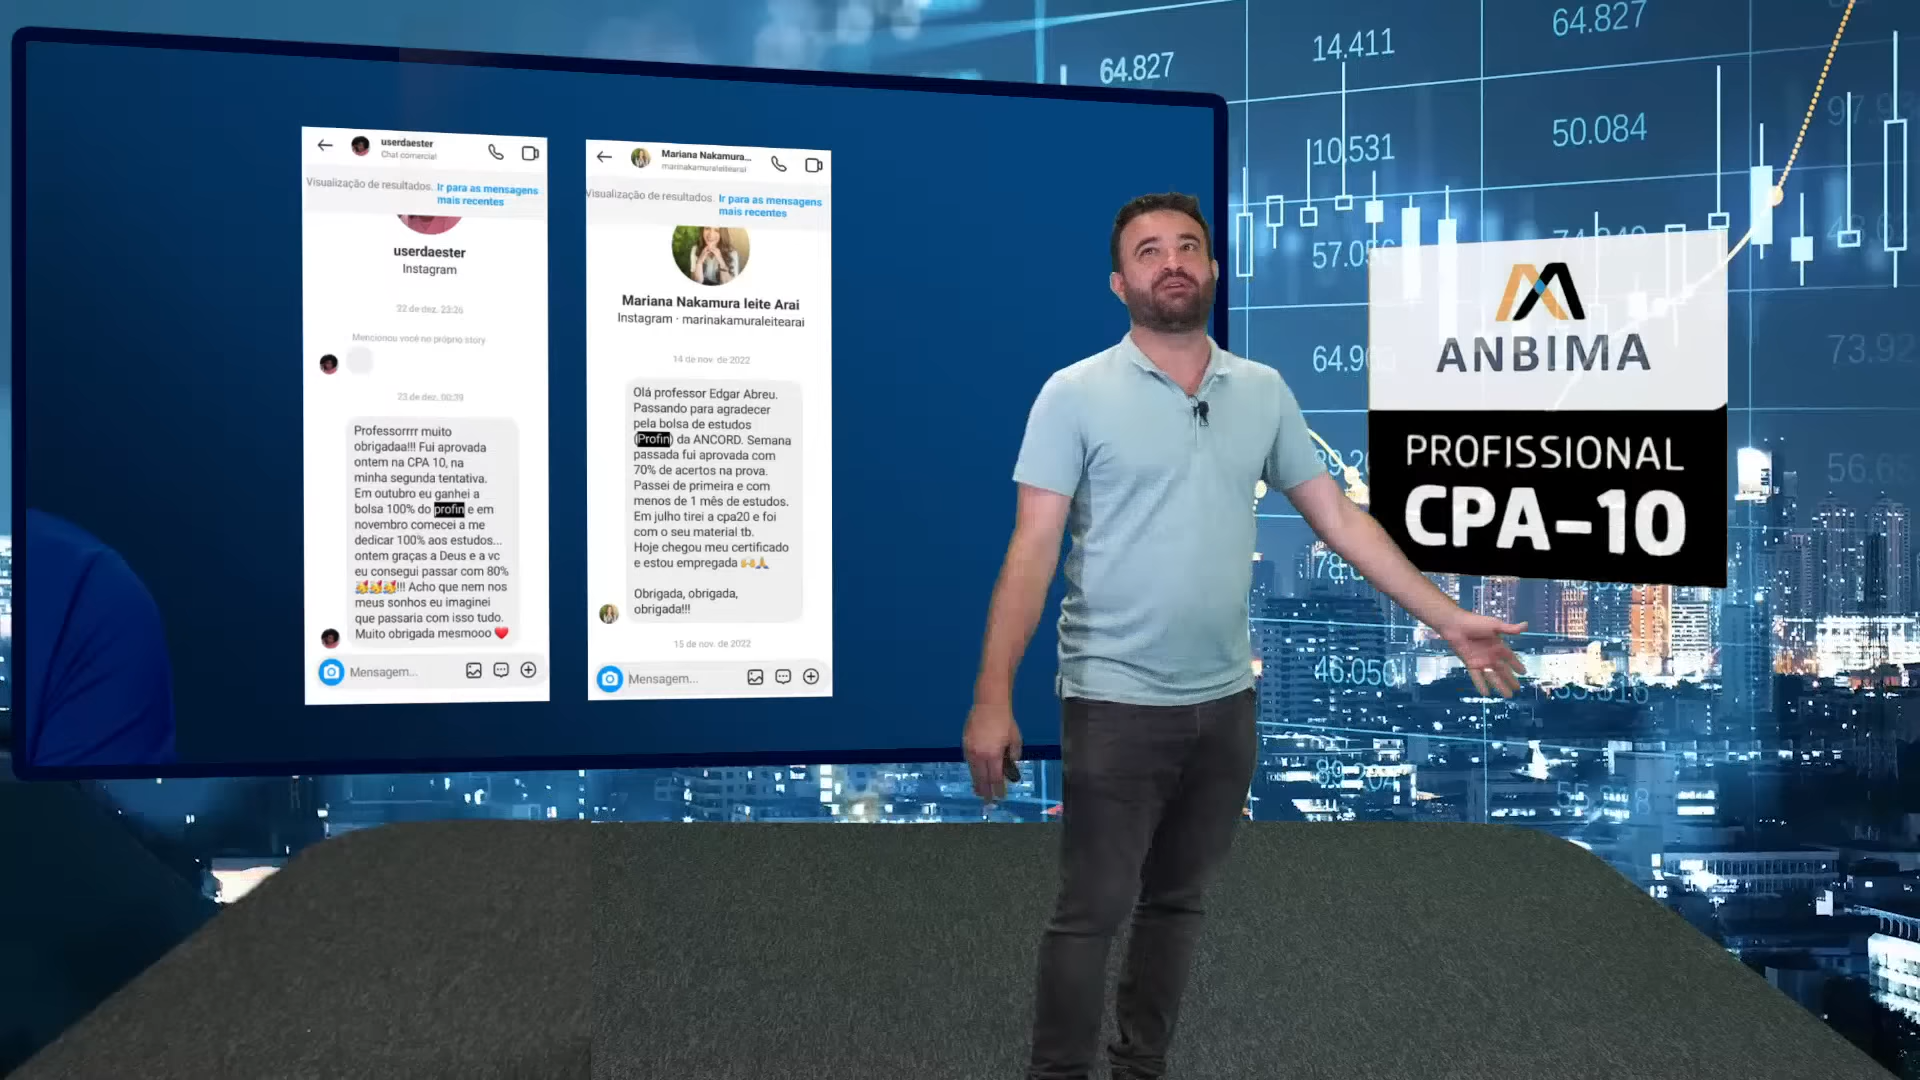 userdaester
Chat comercial
Visualização de resultados. Ir para as mensagens
mais recentes
userdaester
Instagram
22 de dez. 23:26
Mencionou você no próprio story
23 de dez. 00:39
Professorrrr muito
obrigadaa!!! Fui aprovada
ontem na CPA 10, na
minha segunda tentativa.
Em outubro eu ganhei a
bolsa 100% do profin e em
novembro comecei a me
dedicar 100% aos estudos...
ontem graças a Deus e a vc
eu consegui passar com 80%
🥳🥳🥳!!! Acho que nem nos
meus sonhos eu imaginei
que passaria com isso tudo.
Muito obrigada mesmooo ❤️
Mensagem...
Mariana Nakamura...
marinakamuraleitearai
Visualização de resultados. Ir para as mensagens
mais recentes
Mariana Nakamura leite Arai
Instagram · marinakamuraleitearai
14 de nov. de 2022
Olá professor Edgar Abreu.
Passando para agradecer
pela bolsa de estudos
(Profin) da ANCORD. Semana
passada fui aprovada com
70% de acertos na prova.
Passei de primeira e com
menos de 1 mês de estudos.
Em julho tirei a cpa20 e foi
com o seu material tb.
Hoje chegou meu certificado
e estou empregada 🙌🙏
Obrigada, obrigada,
obrigada!!!
15 de nov. de 2022
Mensagem...
64.827
14.411
64.827
10,531
50.084
ANBIMA
PROFISSIONAL
CPA-10
46.050